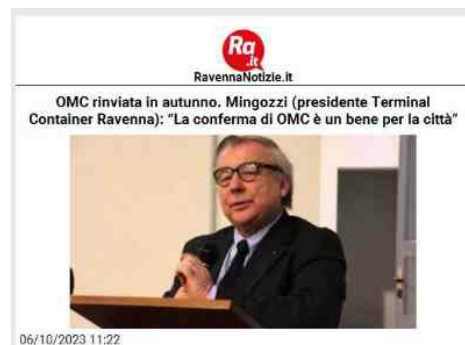 Ra
.it
RavennaNotizie.it
OMC rinviata in autunno. Mingozzi (presidente Terminal
Container Ravenna): “La conferma di OMC è un bene per la città”
06/10/2023 11:22